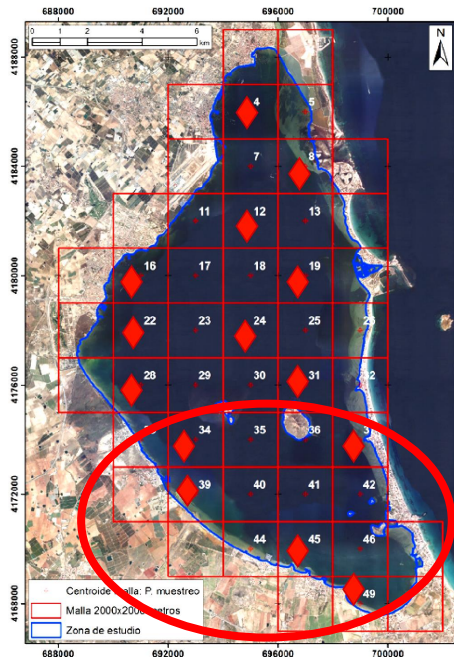 688000 692000 696000 700000
0 1 2 4 6
km
N
4188000
4 5
4184000
7 8
11 12 13
4180000
16 17 18 19
22 23 24 25 26
4176000
28 29 30 31 32
34 35 36
4172000
39 40 41 42
44 45 46
4168000
49
Centroide malla: P. muestreo
Malla 2000x2000 metros
Zona de estudio
688000 692000 696000 700000